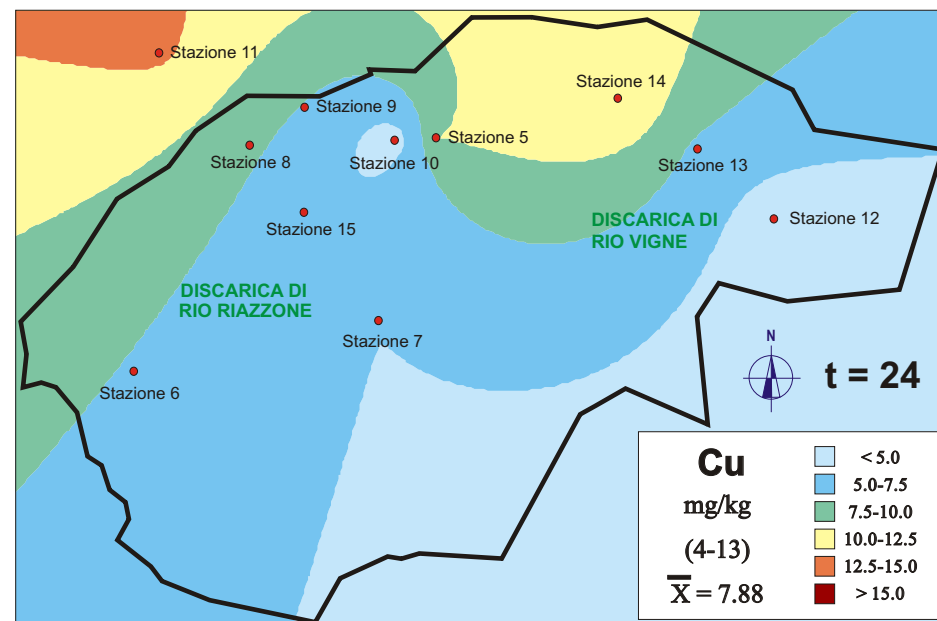 Stazione 11
Stazione 14
Stazione 9
Stazione 5
Stazione 8
Stazione 10
Stazione 13
Stazione 15
DISCARICA DI
RIO VIGNE
Stazione 12
DISCARICA DI
RIO RIAZZONE
Stazione 7
N
t = 24
Stazione 6
Cu
mg/kg
(4-13)
X̅ = 7.88
< 5.0
5.0-7.5
7.5-10.0
10.0-12.5
12.5-15.0
> 15.0